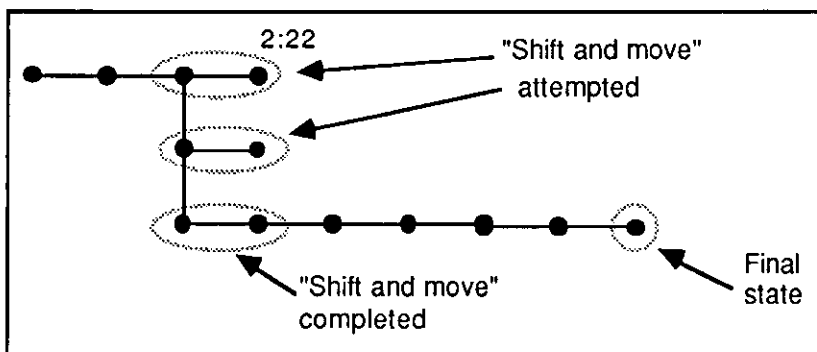 2:22
"Shift and move"
attempted
"Shift and move"
completed
Final
state